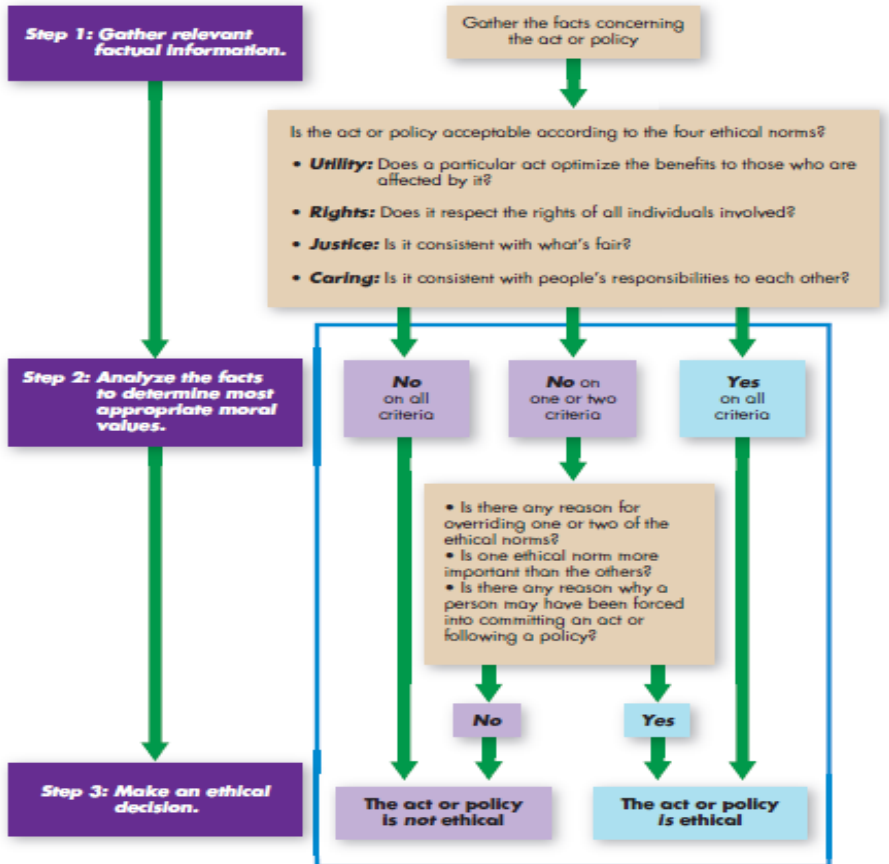 Step 1: Gather relevant
factual information.
Gather the facts concerning
the act or policy
Is the act or policy acceptable according to the four ethical norms?
• Utility: Does a particular act optimize the benefits to those who are
affected by it?
• Rights: Does it respect the rights of all individuals involved?
• Justice: Is it consistent with what's fair?
• Caring: Is it consistent with people's responsibilities to each other?
Step 2: Analyze the facts
to determine most
appropriate moral
values.
No
on all
criteria
No on
one or two
criteria
Yes
on all
criteria
• Is there any reason for
overriding one or two of the
ethical norms?
• Is one ethical norm more
important than the others?
• Is there any reason why a
person may have been forced
into committing an act or
following a policy?
No
Yes
Step 3: Make an ethical
decision.
The act or policy
is not ethical
The act or policy
is ethical